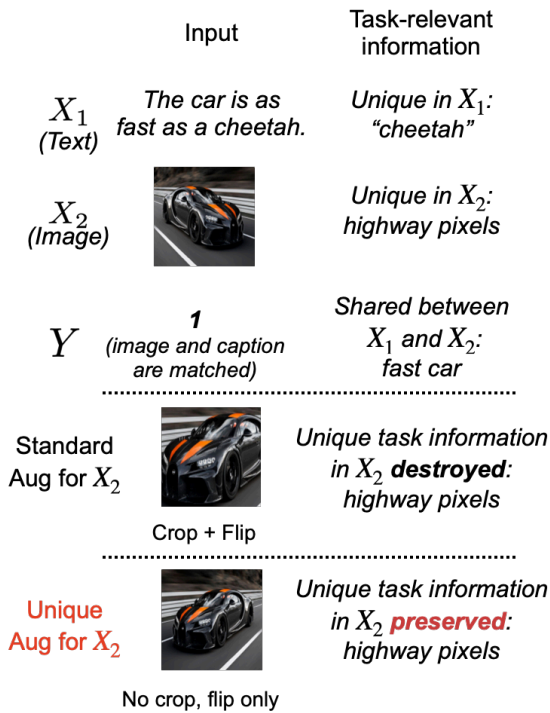 Input
Task-relevant
information
X₁
(Text)
The car is as
fast as a cheetah.
Unique in X₁:
“cheetah”
X₂
(Image)
Unique in X₂:
highway pixels
Y
1
(image and caption
are matched)
Shared between
X₁ and X₂:
fast car
Standard
Aug for X₂
Crop + Flip
Unique task information
in X₂ destroyed:
highway pixels
Unique
Aug for X₂
No crop, flip only
Unique task information
in X₂ preserved:
highway pixels